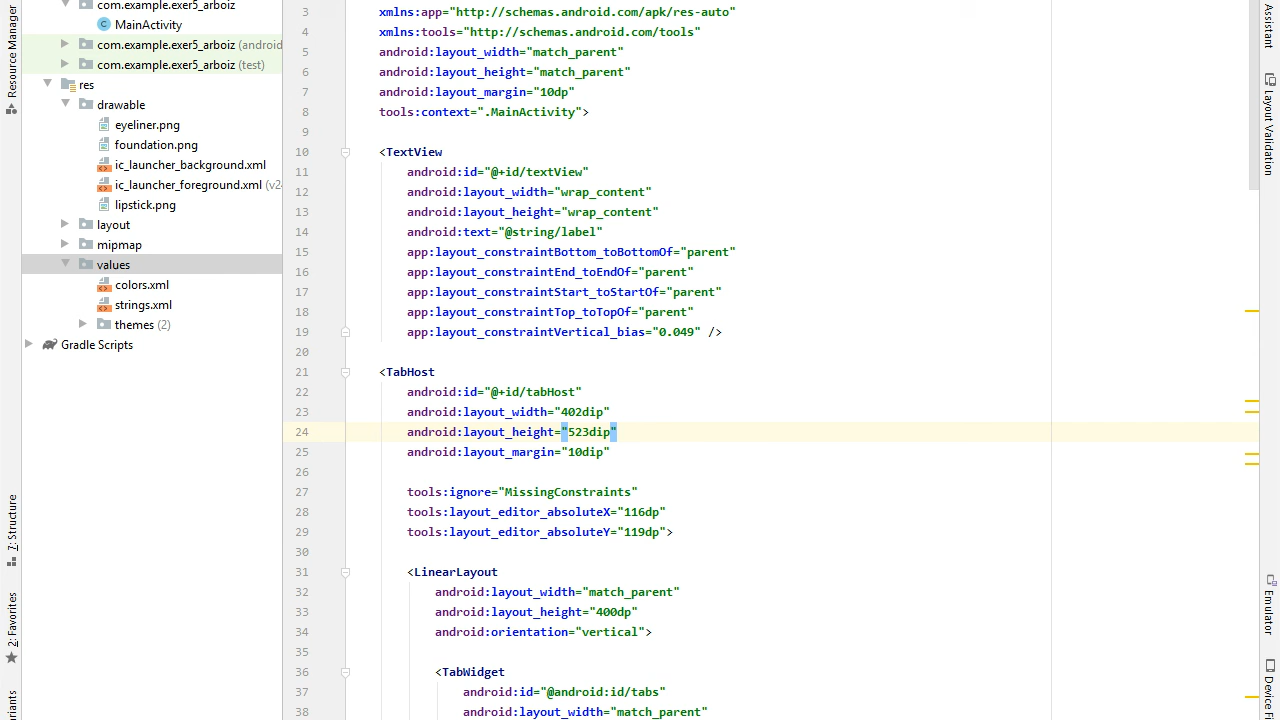 Resource Manager
com.example.exer5_arboiz
MainActivity
com.example.exer5_arboiz (android
com.example.exer5_arboiz (test)
res
drawable
eyeliner.png
foundation.png
ic_launcher_background.xml
ic_launcher_foreground.xml (v24
lipstick.png
layout
mipmap
values
colors.xml
strings.xml
themes (2)
Gradle Scripts
7: Structure
2: Favorites
3 xmlns:app="http://schemas.android.com/apk/res-auto"
4 xmlns:tools="http://schemas.android.com/tools"
5 android:layout_width="match_parent"
6 android:layout_height="match_parent"
7 android:layout_margin="10dp"
8 tools:context=".MainActivity">
9
10 <TextView
11 android:id="@+id/textView"
12 android:layout_width="wrap_content"
13 android:layout_height="wrap_content"
14 android:text="@string/label"
15 app:layout_constraintBottom_toBottomOf="parent"
16 app:layout_constraintEnd_toEndOf="parent"
17 app:layout_constraintStart_toStartOf="parent"
18 app:layout_constraintTop_toTopOf="parent"
19 app:layout_constraintVertical_bias="0.049" />
20
21 <TabHost
22 android:id="@+id/tabHost"
23 android:layout_width="402dip"
24 android:layout_height="523dip"
25 android:layout_margin="10dip"
26
27 tools:ignore="MissingConstraints"
28 tools:layout_editor_absoluteX="116dp"
29 tools:layout_editor_absoluteY="119dp">
30
31 <LinearLayout
32 android:layout_width="match_parent"
33 android:layout_height="400dp"
34 android:orientation="vertical">
35
36 <TabWidget
37 android:id="@android:id/tabs"
38 android:layout_width="match_parent"
Assistant
Layout Validation
Emulator